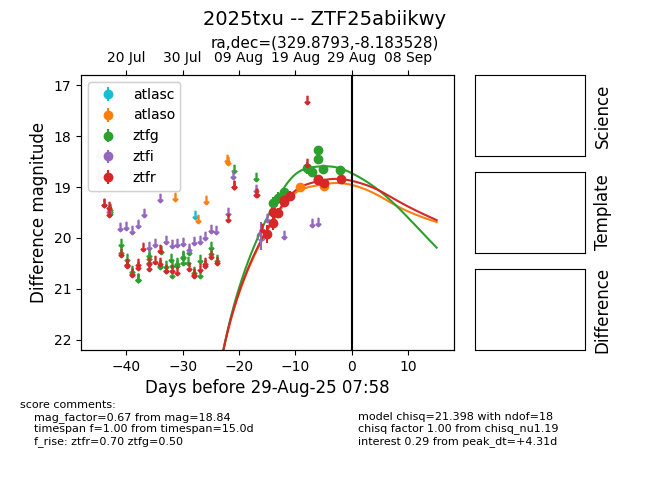 2025txu -- ZTF25abiikwy
ra,dec=(329.8793,-8.183528)
20 Jul 30 Jul 09 Aug 19 Aug 29 Aug 08 Sep
atlasc
atlaso
ztfg
ztfi
ztfr
17
18
19
20
21
22
Difference magnitude
−40 −30 −20 −10 0 10
Days before 29-Aug-25 07:58
Science
Template
Difference
score comments:
mag_factor=0.67 from mag=18.84
timespan f=1.00 from timespan=15.0d
f_rise: ztfr=0.70 ztfg=0.50
model chisq=21.398 with ndof=18
chisq factor 1.00 from chisq_nu1.19
interest 0.29 from peak_dt=+4.31d